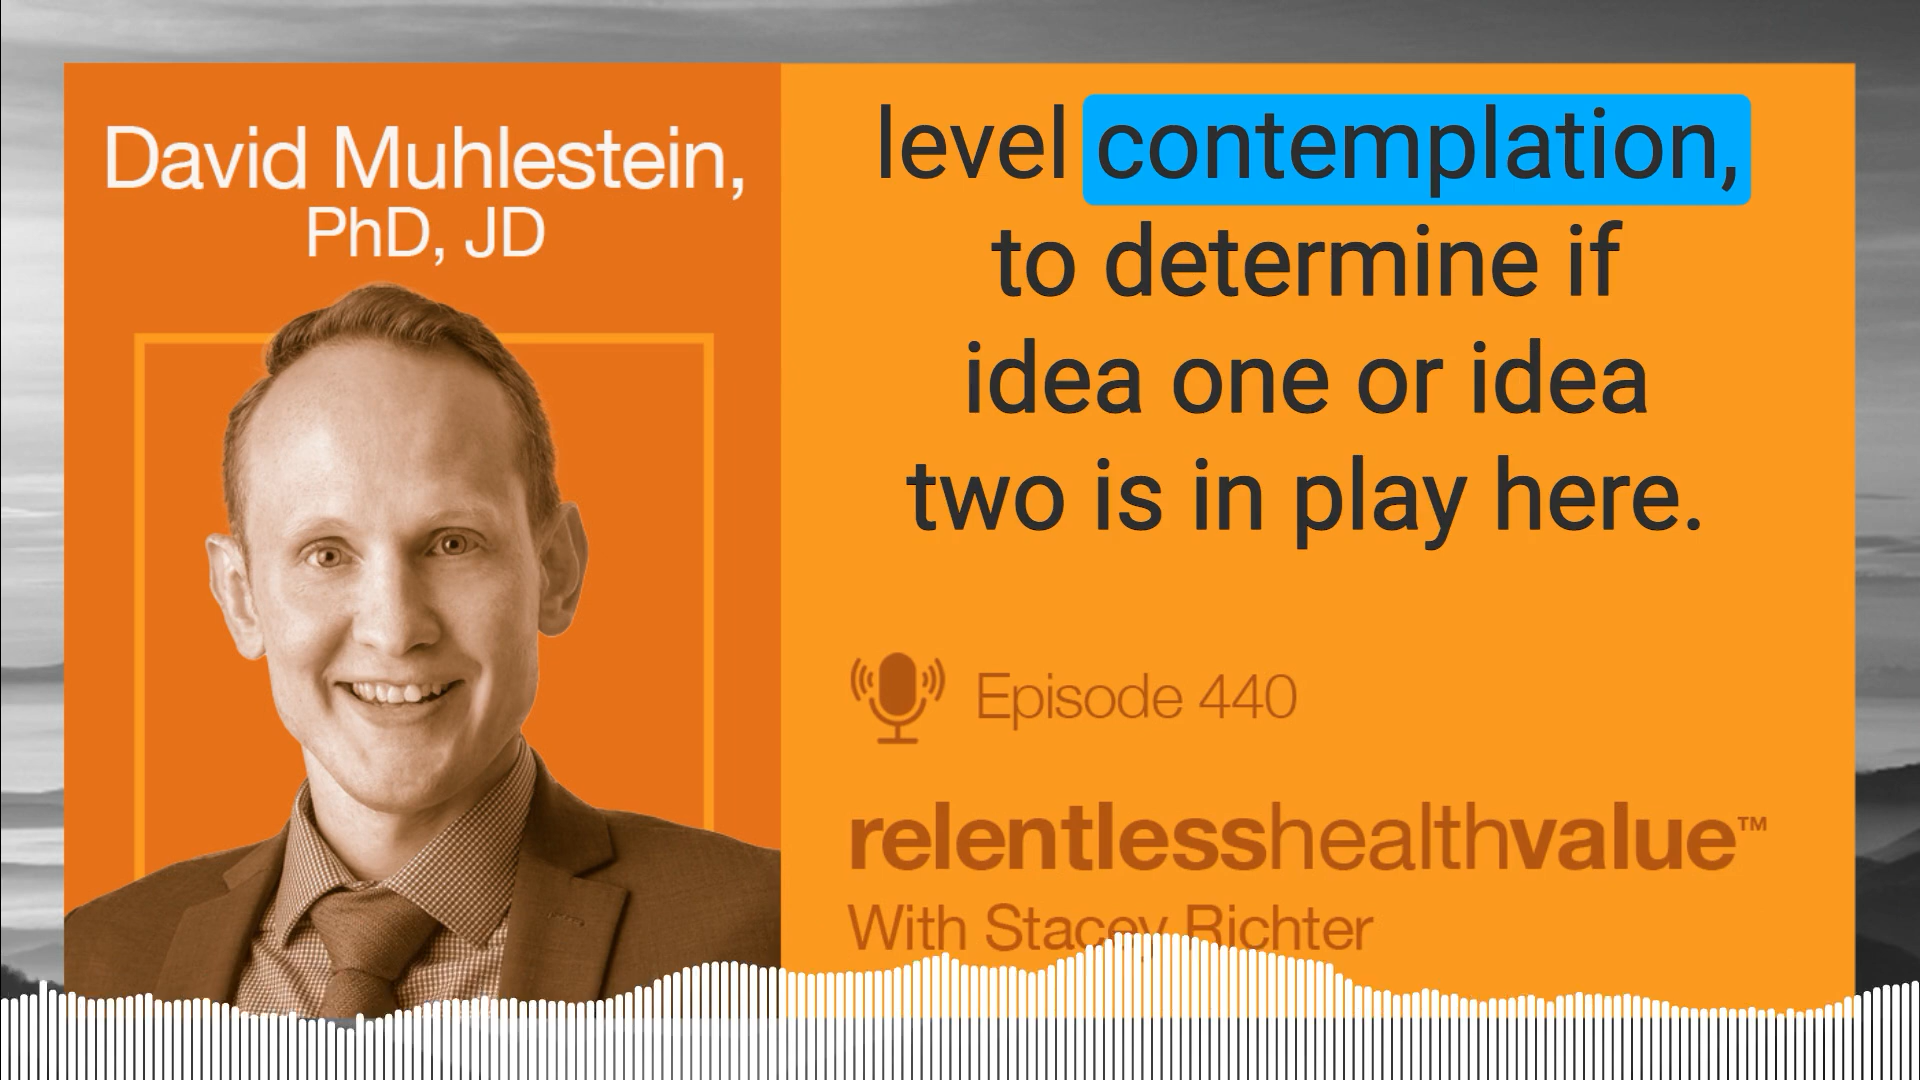 David Muhlestein,
PhD, JD
level contemplation,
to determine if
idea one or idea
two is in play here.
Episode 440
relentlesshealthvalue™
With Stacey Richter